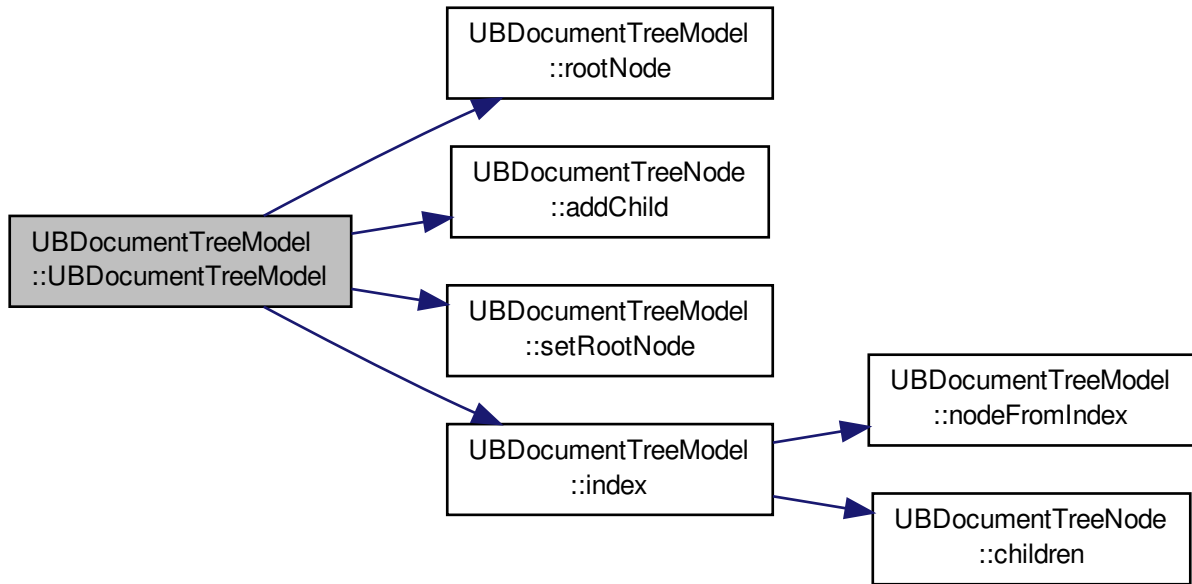 UBDocumentTreeModel
::rootNode
UBDocumentTreeNode
::addChild
UBDocumentTreeModel
::UBDocumentTreeModel
UBDocumentTreeModel
::setRootNode
UBDocumentTreeModel
::index
UBDocumentTreeModel
::nodeFromIndex
UBDocumentTreeNode
::children